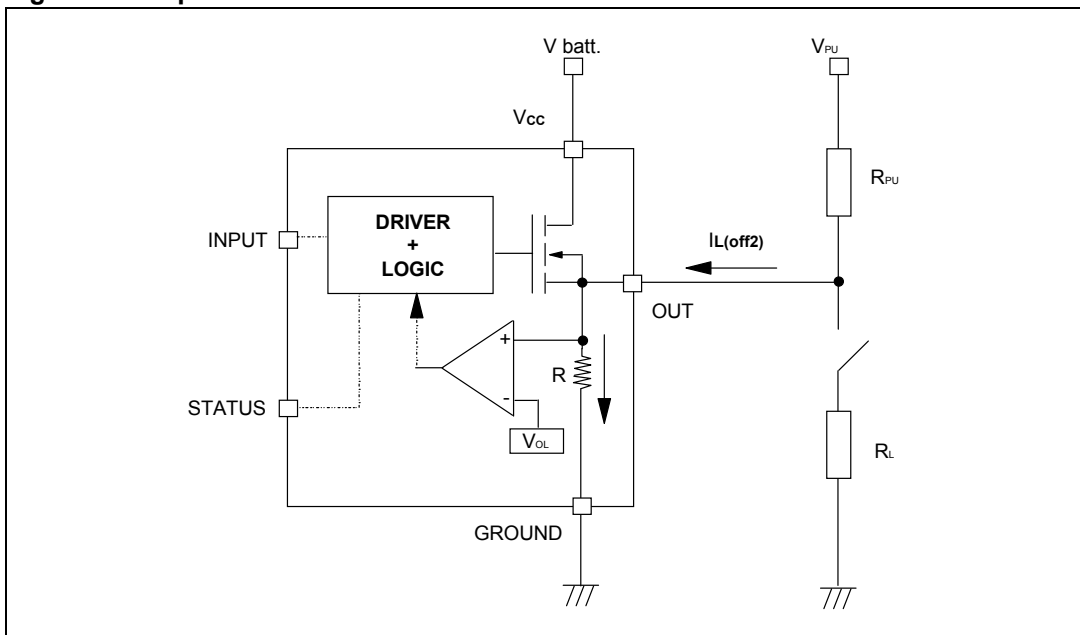 V batt.
VPU
Vcc
RPU
DRIVER
+
LOGIC
INPUT
IL(off2)
OUT
+
R
-
STATUS
VOL
RL
GROUND